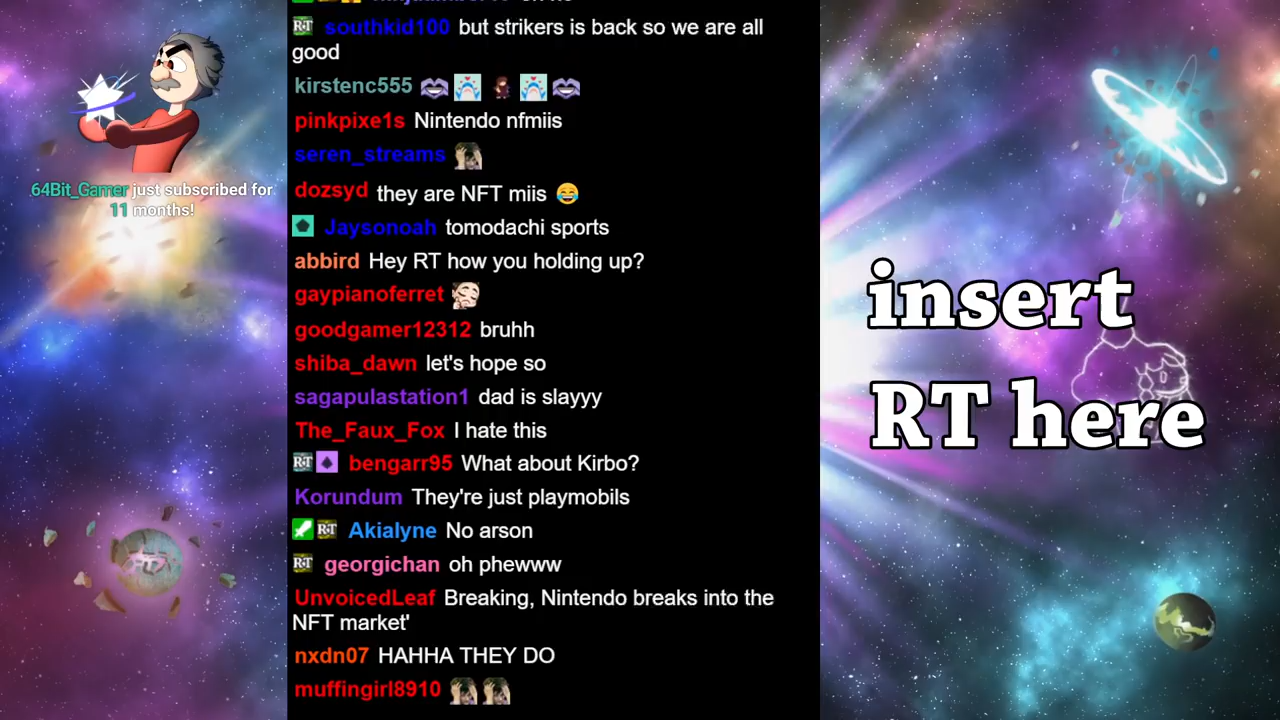 southkid100 but strikers is back so we are all
good
kirstenc555
pinkpixe1s Nintendo nfmiis
seren_streams
dozsyd they are NFT miis 😂
Jaysonoah tomodachi sports
abbird Hey RT how you holding up?
gaypianoferret
goodgamer12312 bruhh
shiba_dawn let's hope so
sagapulastation1 dad is slayyy
The_Faux_Fox I hate this
RT bengarr95 What about Kirbo?
Korundum They're just playmobils
RT Akialyne No arson
RT georgichan oh phewww
UnvoicedLeaf Breaking, Nintendo breaks into the
NFT market'
nxdn07 HAHHA THEY DO
muffingirl8910
64Bit_Gamer just subscribed for
11 months!
insert
RT here